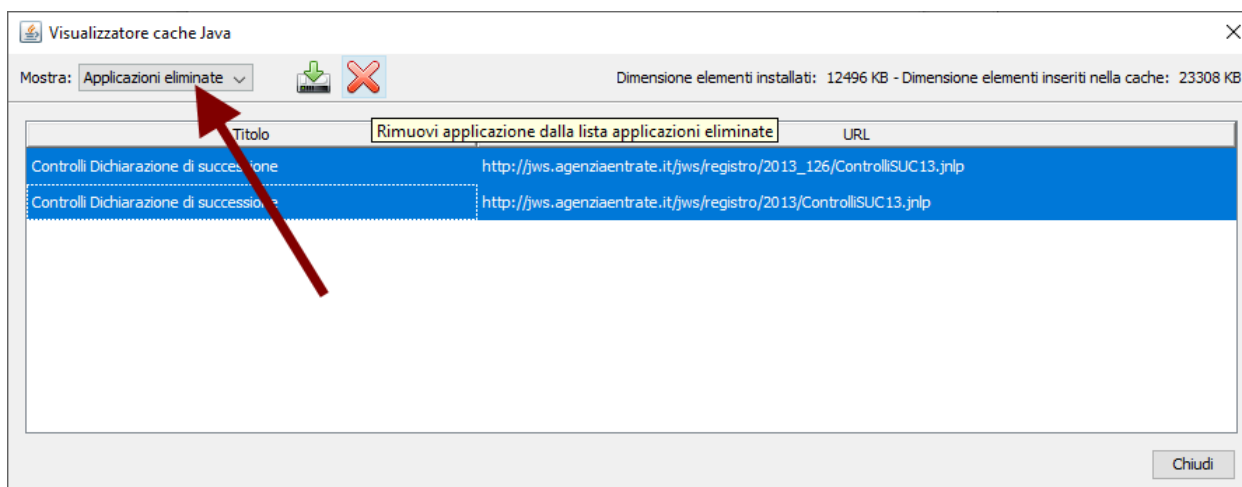 Visualizzatore cache Java
Mostra: Applicazioni eliminate Dimensione elementi installati: 12496 KB - Dimensione elementi inseriti nella cache: 23308 KB
Titolo Rimuovi applicazione dalla lista applicazioni eliminate URL
Controlli Dichiarazione di successione http://jws.agenziaentrate.it/jws/registro/2013_126/ControlliSUC13.jnlp
Controlli Dichiarazione di successione http://jws.agenziaentrate.it/jws/registro/2013/ControlliSUC13.jnlp
Chiudi